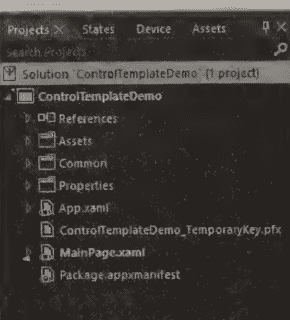 Projects × States Device Assets
Search Projects
Solution "ControlTemplateDemo" (1 project)
ControlTemplateDemo
References
Assets
Common
Properties
App.xaml
ControlTemplateDemo_TemporaryKey.pfx
MainPage.xaml
Package.appxmanifest